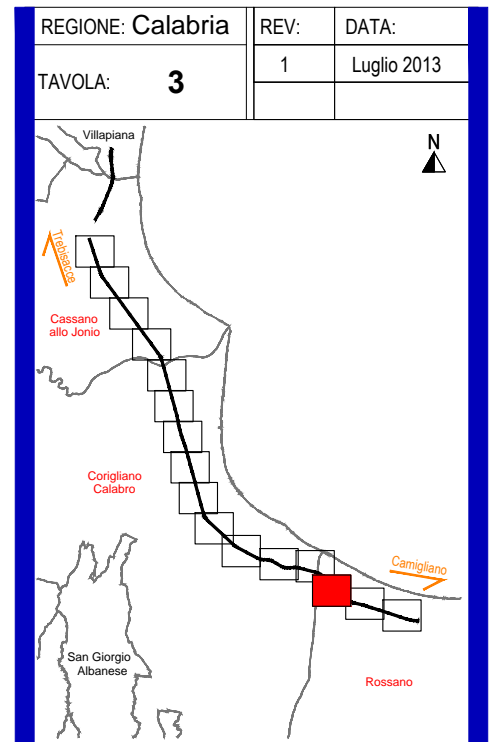 REGIONE: Calabria
REV:
DATA:
TAVOLA: 3
1
Luglio 2013
Villapiana
N
Trebisacce
Cassano
allo Jonio
Corigliano
Calabro
Camigliano
San Giorgio
Albanese
Rossano